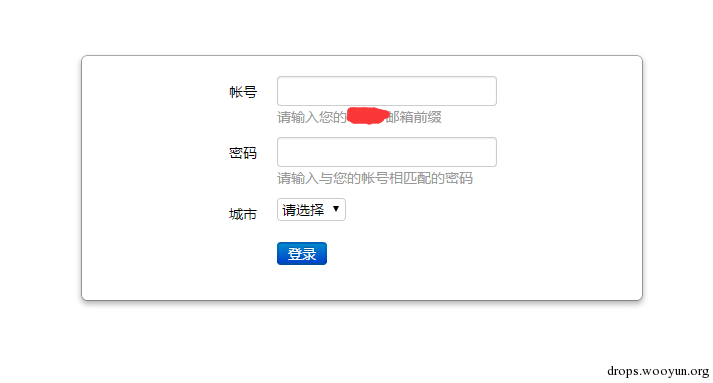 帐号
请输入您的 邮箱前缀
密码
请输入与您的帐号相匹配的密码
城市 请选择
登录
drops.wooyun.org